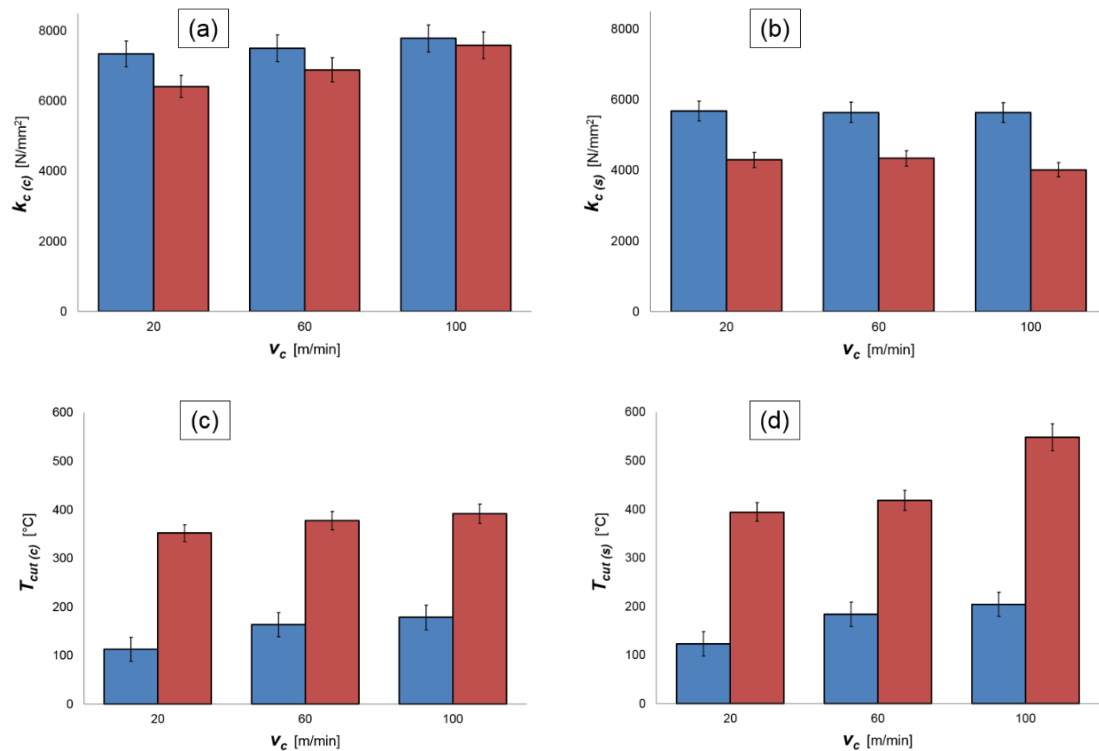 (a)
k_c (c) [N/mm²]
8000
6000
4000
2000
0
20 60 100
v_c [m/min]
(b)
k_c (s) [N/mm²]
8000
6000
4000
2000
0
20 60 100
v_c [m/min]
(c)
T_cut (c) [°C]
600
500
400
300
200
100
0
20 60 100
v_c [m/min]
(d)
T_cut (s) [°C]
600
500
400
300
200
100
0
20 60 100
v_c [m/min]